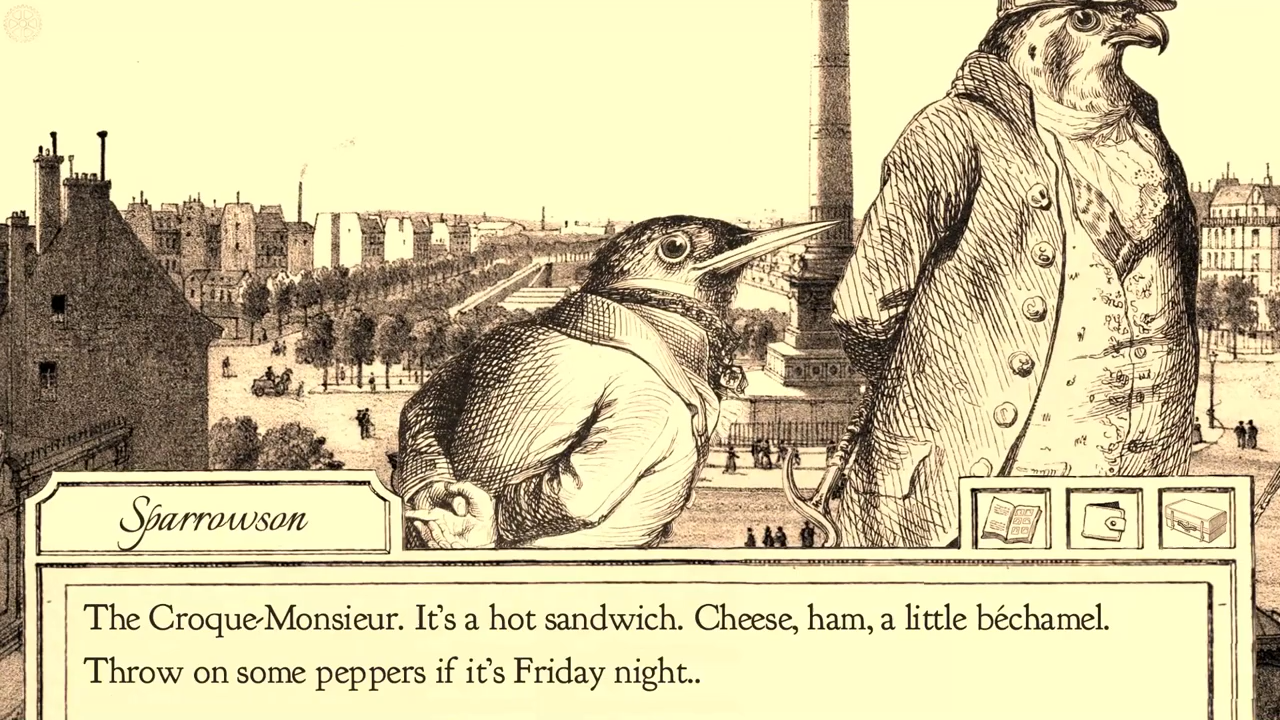 Sparrowson
The Croque-Monsieur. It's a hot sandwich. Cheese, ham, a little béchamel.
Throw on some peppers if it's Friday night..